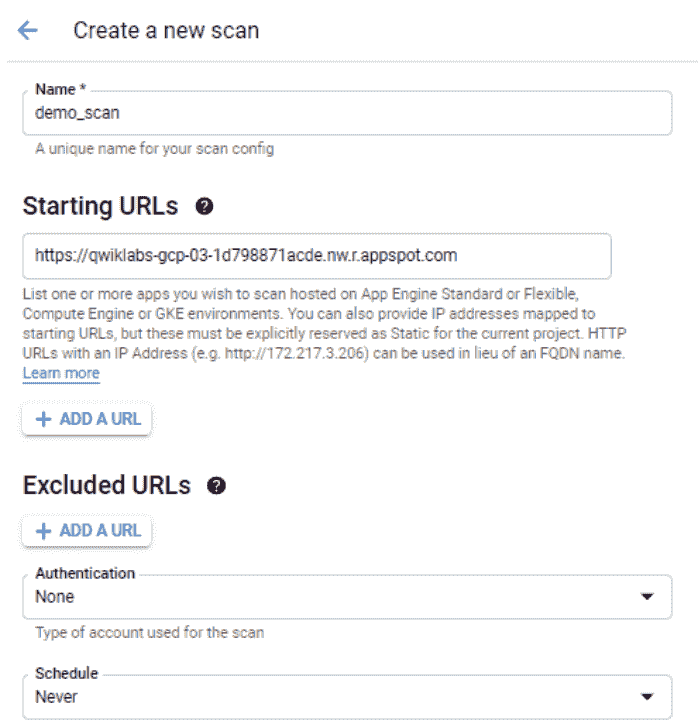 Create a new scan
Name *
demo_scan
A unique name for your scan config
Starting URLs
https://qwiklabs-gcp-03-1d798871acde.nw.r.appspot.com
List one or more apps you wish to scan hosted on App Engine Standard or Flexible,
Compute Engine or GKE environments. You can also provide IP addresses mapped to
starting URLs, but these must be explicitly reserved as Static for the current project. HTTP
URLs with an IP Address (e.g. http://172.217.3.206) can be used in lieu of an FQDN name.
Learn more
+ ADD A URL
Excluded URLs
+ ADD A URL
Authentication
None
Type of account used for the scan
Schedule
Never